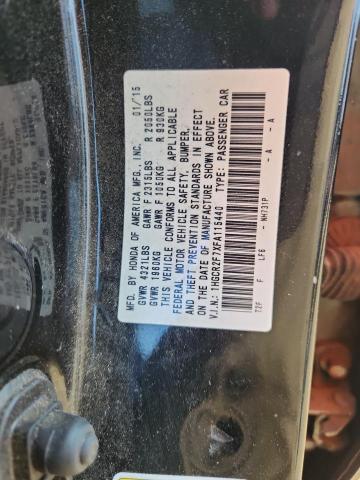 MFD. BY HONDA OF AMERICA MFG., INC. 01/15
GVWR 4321LBS GAWR F 2315LBS R 2050LBS
GVWR 1960KG GAWR F 1050KG R 930KG
THIS VEHICLE CONFORMS TO ALL APPLICABLE
FEDERAL MOTOR VEHICLE SAFETY, BUMPER,
AND THEFT PREVENTION STANDARDS IN EFFECT
ON THE DATE OF MANUFACTURE SHOWN ABOVE.
V.I.N.: 1HGCR2F7XFA115440 TYPE: PASSENGER CAR
T2F F LF6 - NH731P - A - A